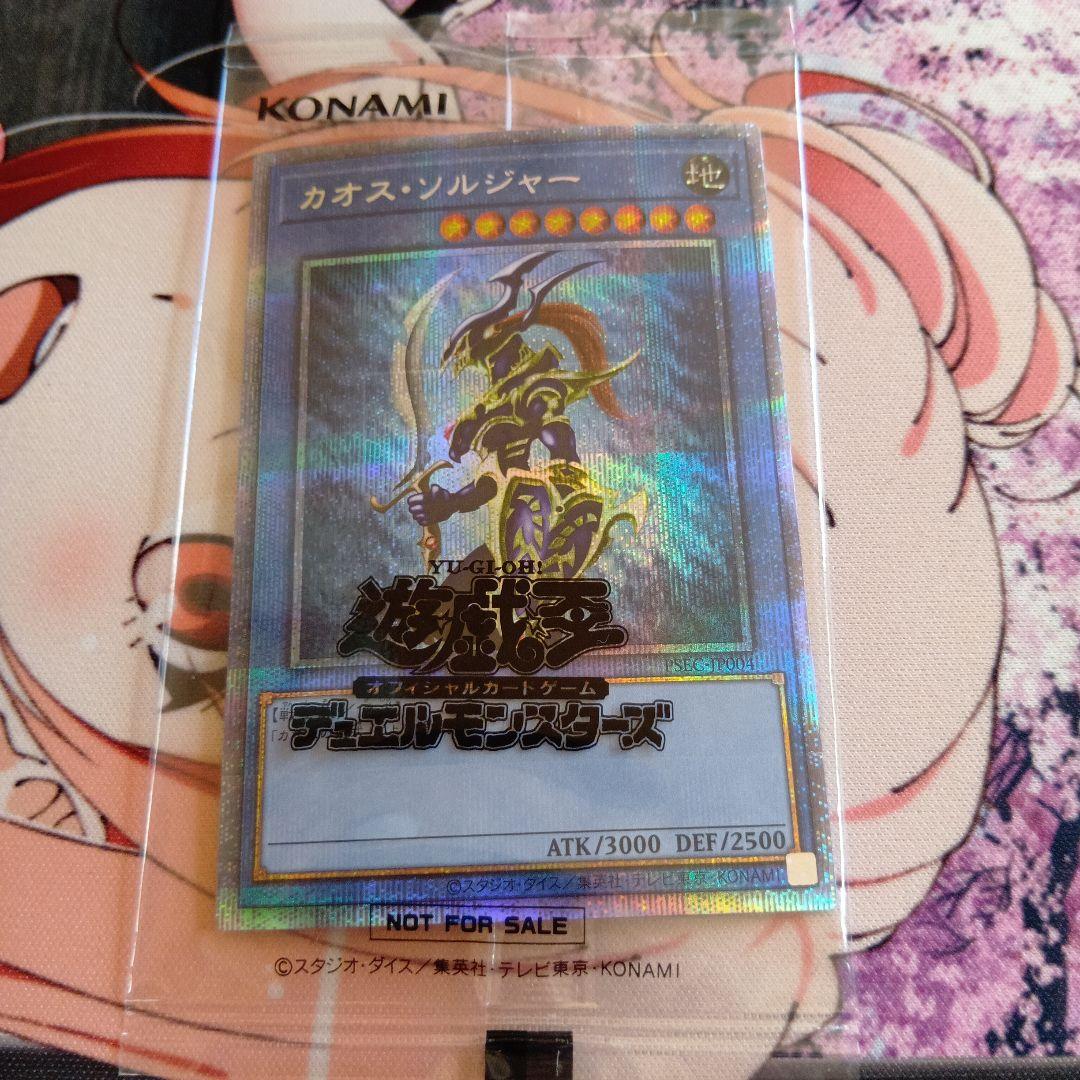 KONAMI
カオス・ソルジャー
地
YU-GI-OH!
遊戯王
PSEC-JP004
オフィシャルカードゲーム
デュエルモンスターズ
ATK/3000 DEF/2500
©スタジオ・ダイス/集英社・テレビ東京・KONAMI
NOT FOR SALE
©スタジオ・ダイス/集英社・テレビ東京・KONAMI